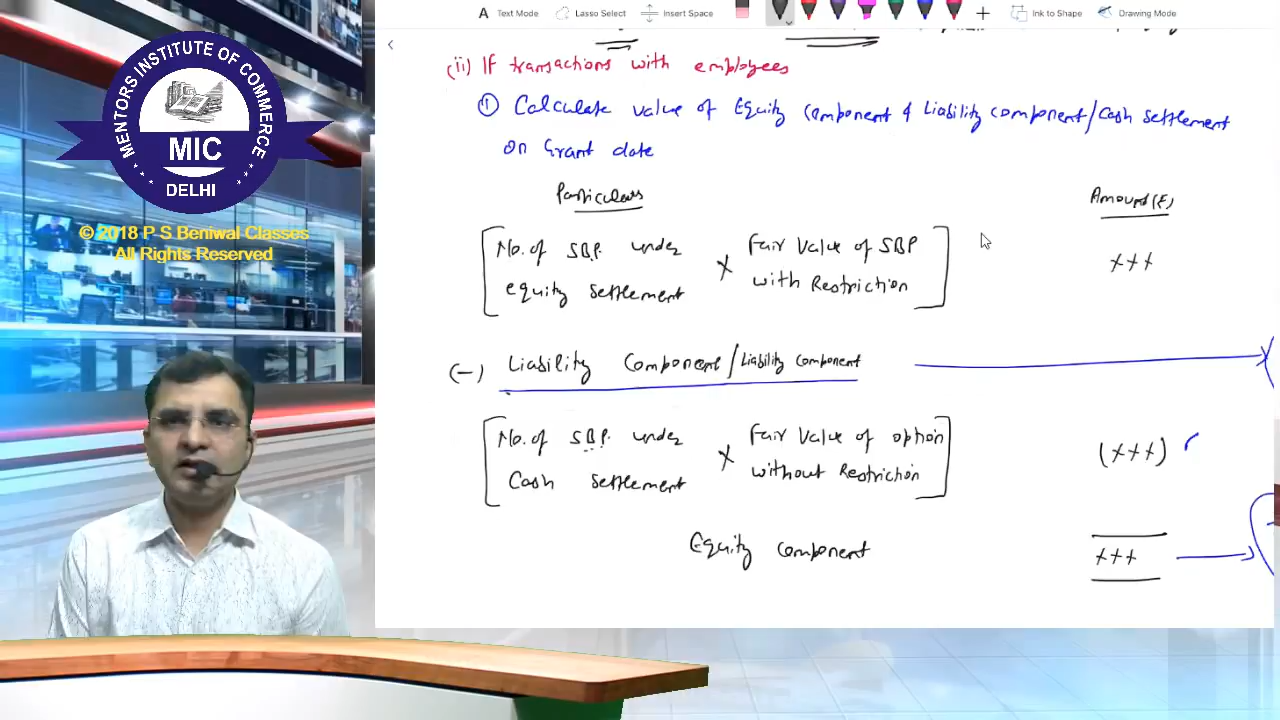 Text Mode
Lasso Select
Insert Space
Ink to Shape
Drawing Mode
MENTORS INSTITUTE OF COMMERCE
MIC
DELHI
© 2018 P S Beniwal Classes
All Rights Reserved
(ii) If transactions with employees
(1) Calculate value of Equity component & Liability component/Cash settlement
on Grant date
Particulars Amount(₹)
[No. of SBP under equity settlement × Fair Value of SBP with Restriction] xxx
(-) Liability Component/Liability component
[No. of SBP. under Cash settlement × Fair Value of option without Restriction] (xxx)
Equity component xxx